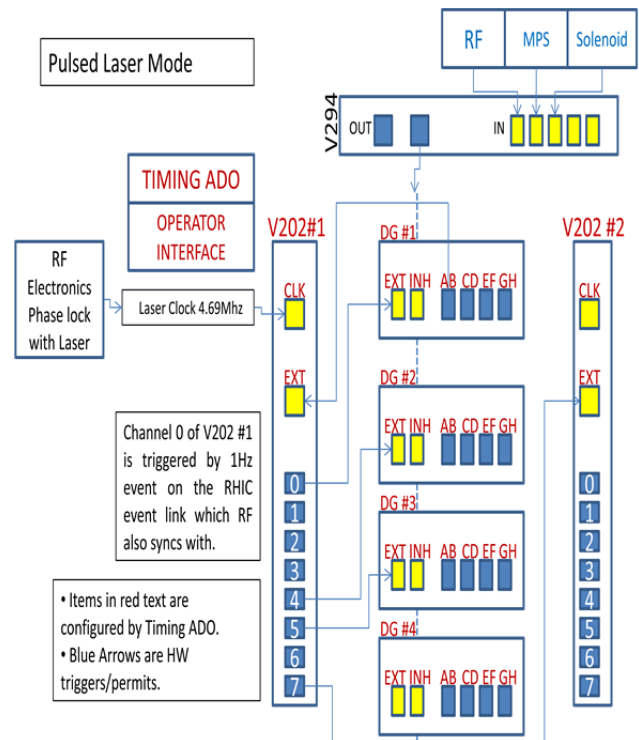 Pulsed Laser Mode
RF MPS Solenoid
V294
OUT
IN
TIMING ADO
OPERATOR
INTERFACE
RF
Electronics
Phase lock
with Laser
Laser Clock 4.69Mhz
V202#1
CLK
EXT
0
1
2
3
4
5
6
7
Channel 0 of V202 #1
is triggered by 1Hz
event on the RHIC
event link which RF
also syncs with.
• Items in red text are
configured by Timing ADO.
• Blue Arrows are HW
triggers/permits.
DG #1
EXT INH AB CD EF GH
DG #2
EXT INH AB CD EF GH
DG #3
EXT INH AB CD EF GH
DG #4
EXT INH AB CD EF GH
V202 #2
CLK
EXT
0
1
2
3
4
5
6
7